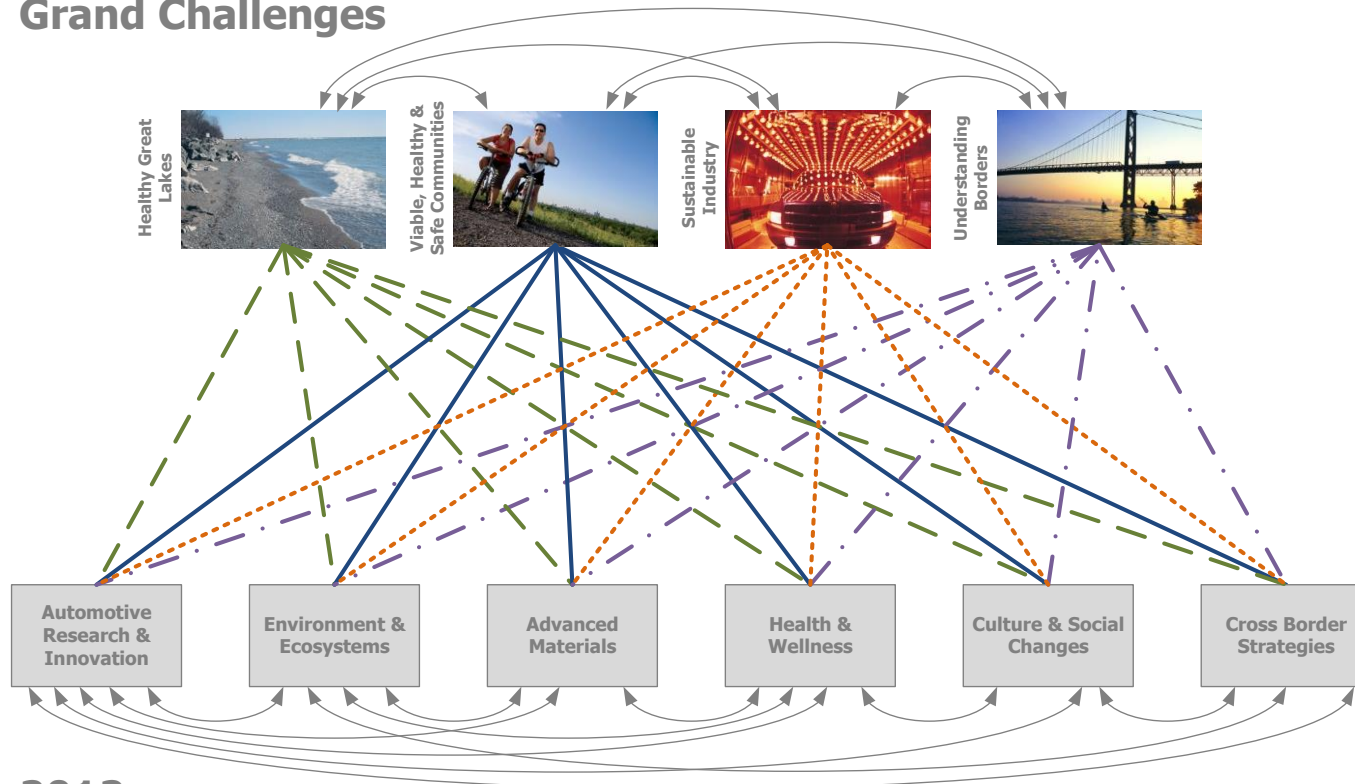 Grand Challenges
Healthy Great
Lakes
Viable, Healthy &
Safe Communities
Sustainable
Industry
Understanding
Borders
Automotive
Research &
Innovation
Environment &
Ecosystems
Advanced
Materials
Health &
Wellness
Culture & Social
Changes
Cross Border
Strategies